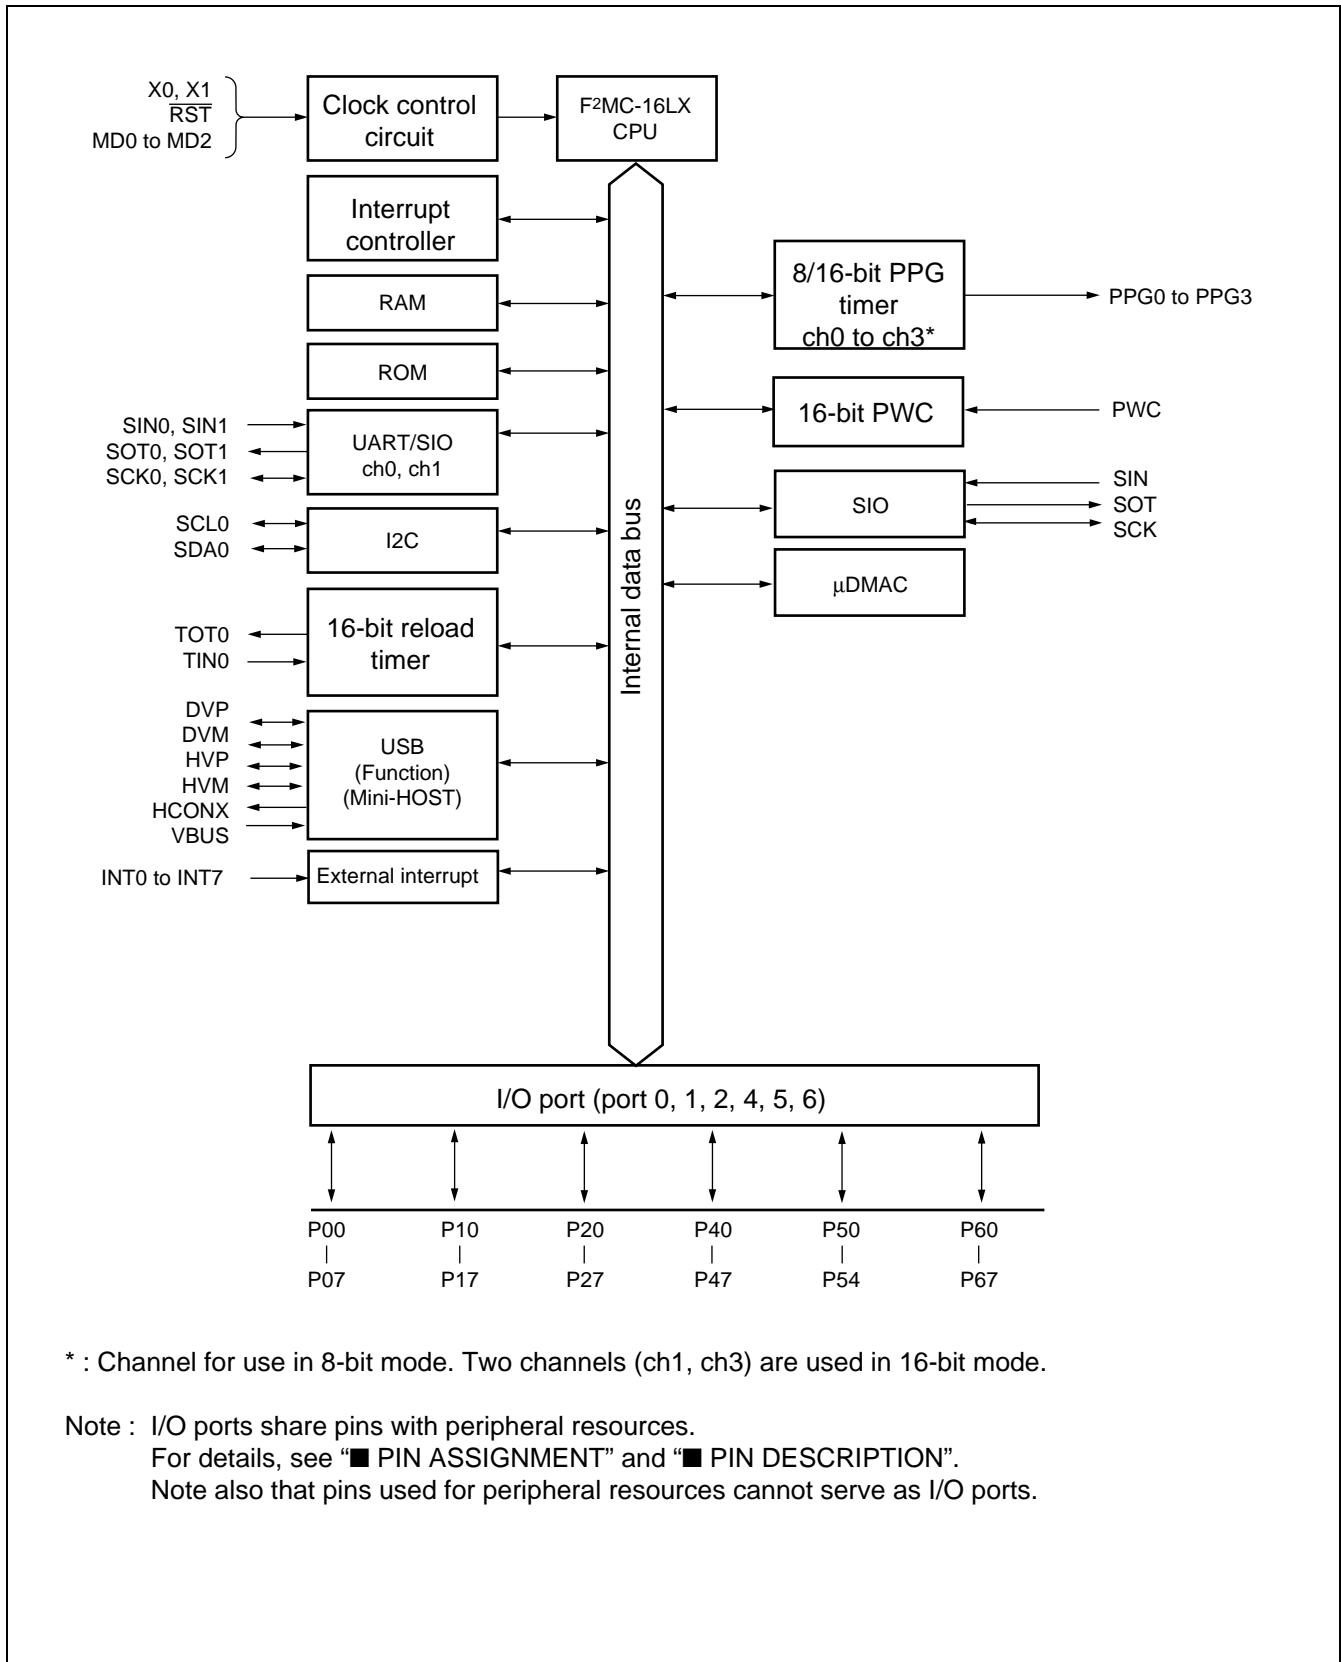 X0, X1
RST
MD0 to MD2
Clock control
circuit
F2MC-16LX
CPU
Interrupt
controller
RAM
ROM
SIN0, SIN1
SOT0, SOT1
SCK0, SCK1
UART/SIO
ch0, ch1
SCL0
SDA0
I2C
TOT0
TIN0
16-bit reload
timer
DVP
DVM
HVP
HVM
HCONX
VBUS
USB
(Function)
(Mini-HOST)
INT0 to INT7
External interrupt
Internal data bus
8/16-bit PPG
timer
ch0 to ch3*
PPG0 to PPG3
16-bit PWC
PWC
SIO
SIN
SOT
SCK
µDMAC
I/O port (port 0, 1, 2, 4, 5, 6)
P00 P10 P20 P40 P50 P60
P07 P17 P27 P47 P54 P67
* : Channel for use in 8-bit mode. Two channels (ch1, ch3) are used in 16-bit mode.
Note : I/O ports share pins with peripheral resources.
For details, see “■ PIN ASSIGNMENT” and “■ PIN DESCRIPTION”.
Note also that pins used for peripheral resources cannot serve as I/O ports.